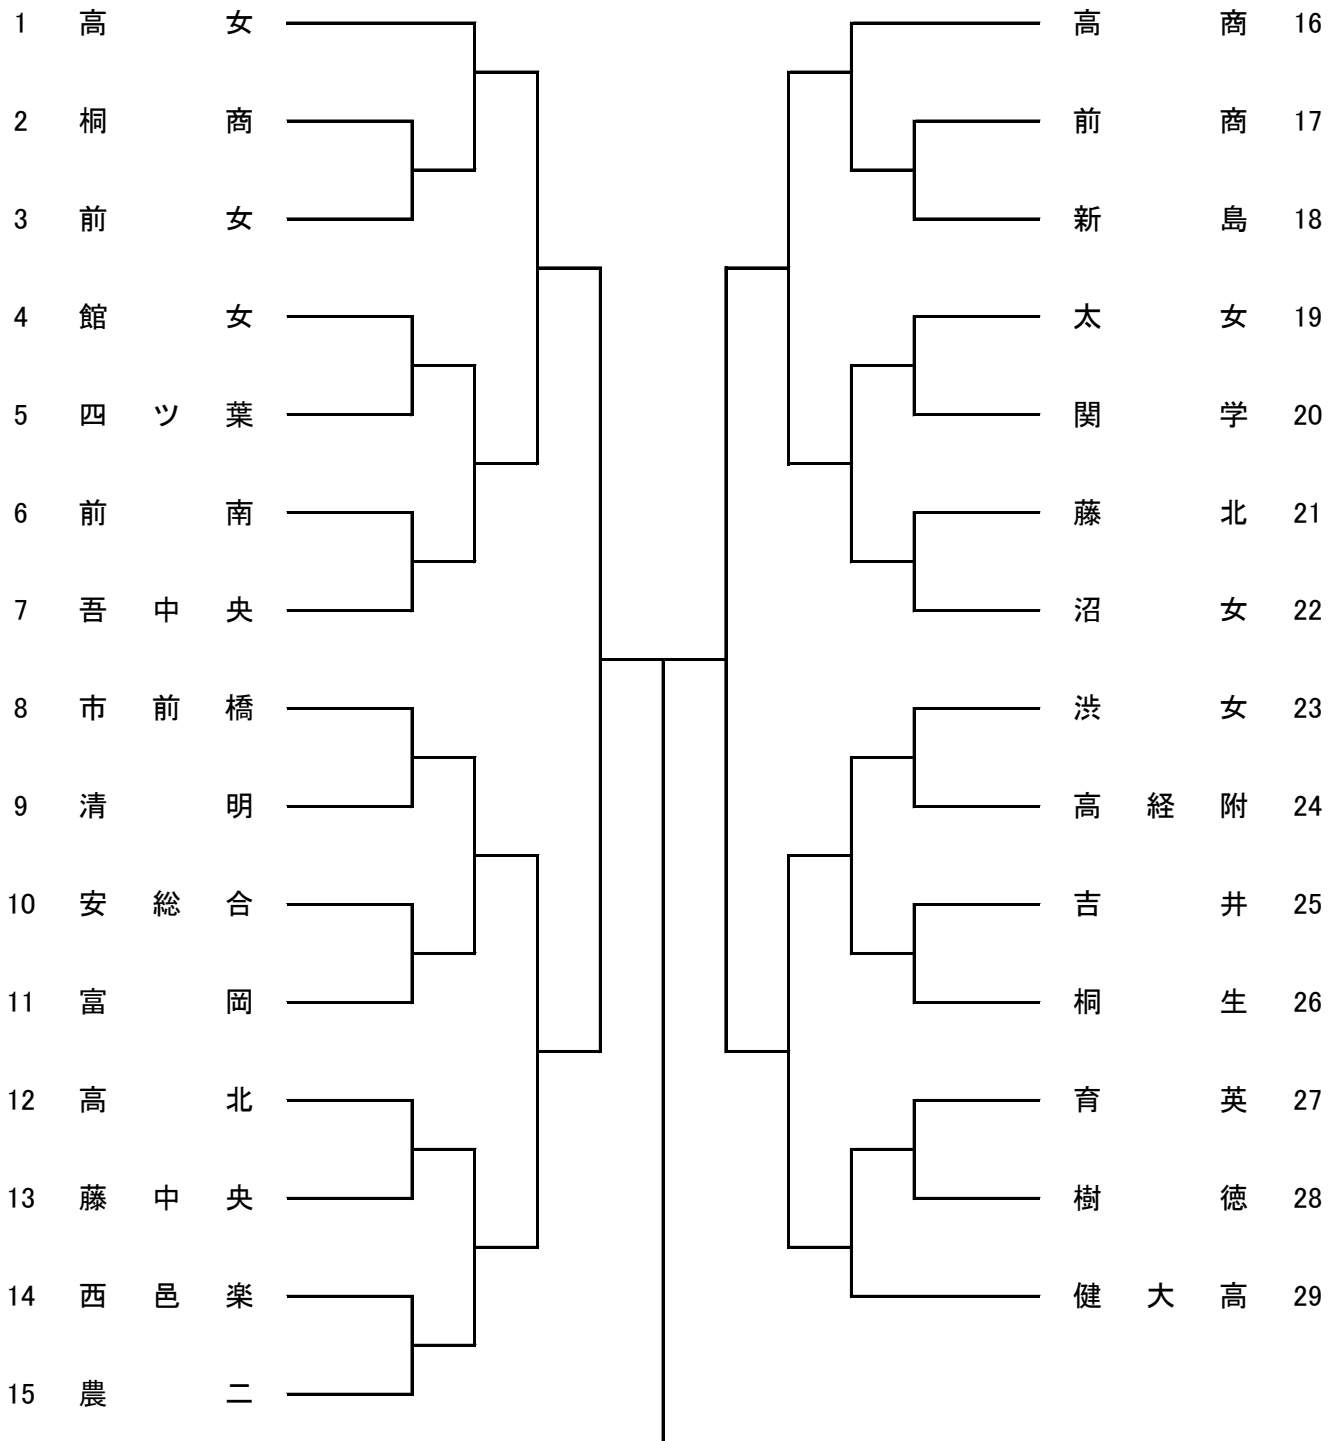 1 高女
2 桐商
3 前女
4 館女
5 四ツ葉
6 前南
7 吾中央
8 市前橋
9 清明
10 安総合
11 富岡
12 高北
13 藤中央
14 西邑楽
15 農二
高商 16
前商 17
新島 18
太女 19
関学 20
藤北 21
沼女 22
渋女 23
高経附 24
吉井 25
桐生 26
育英 27
樹徳 28
健大高 29